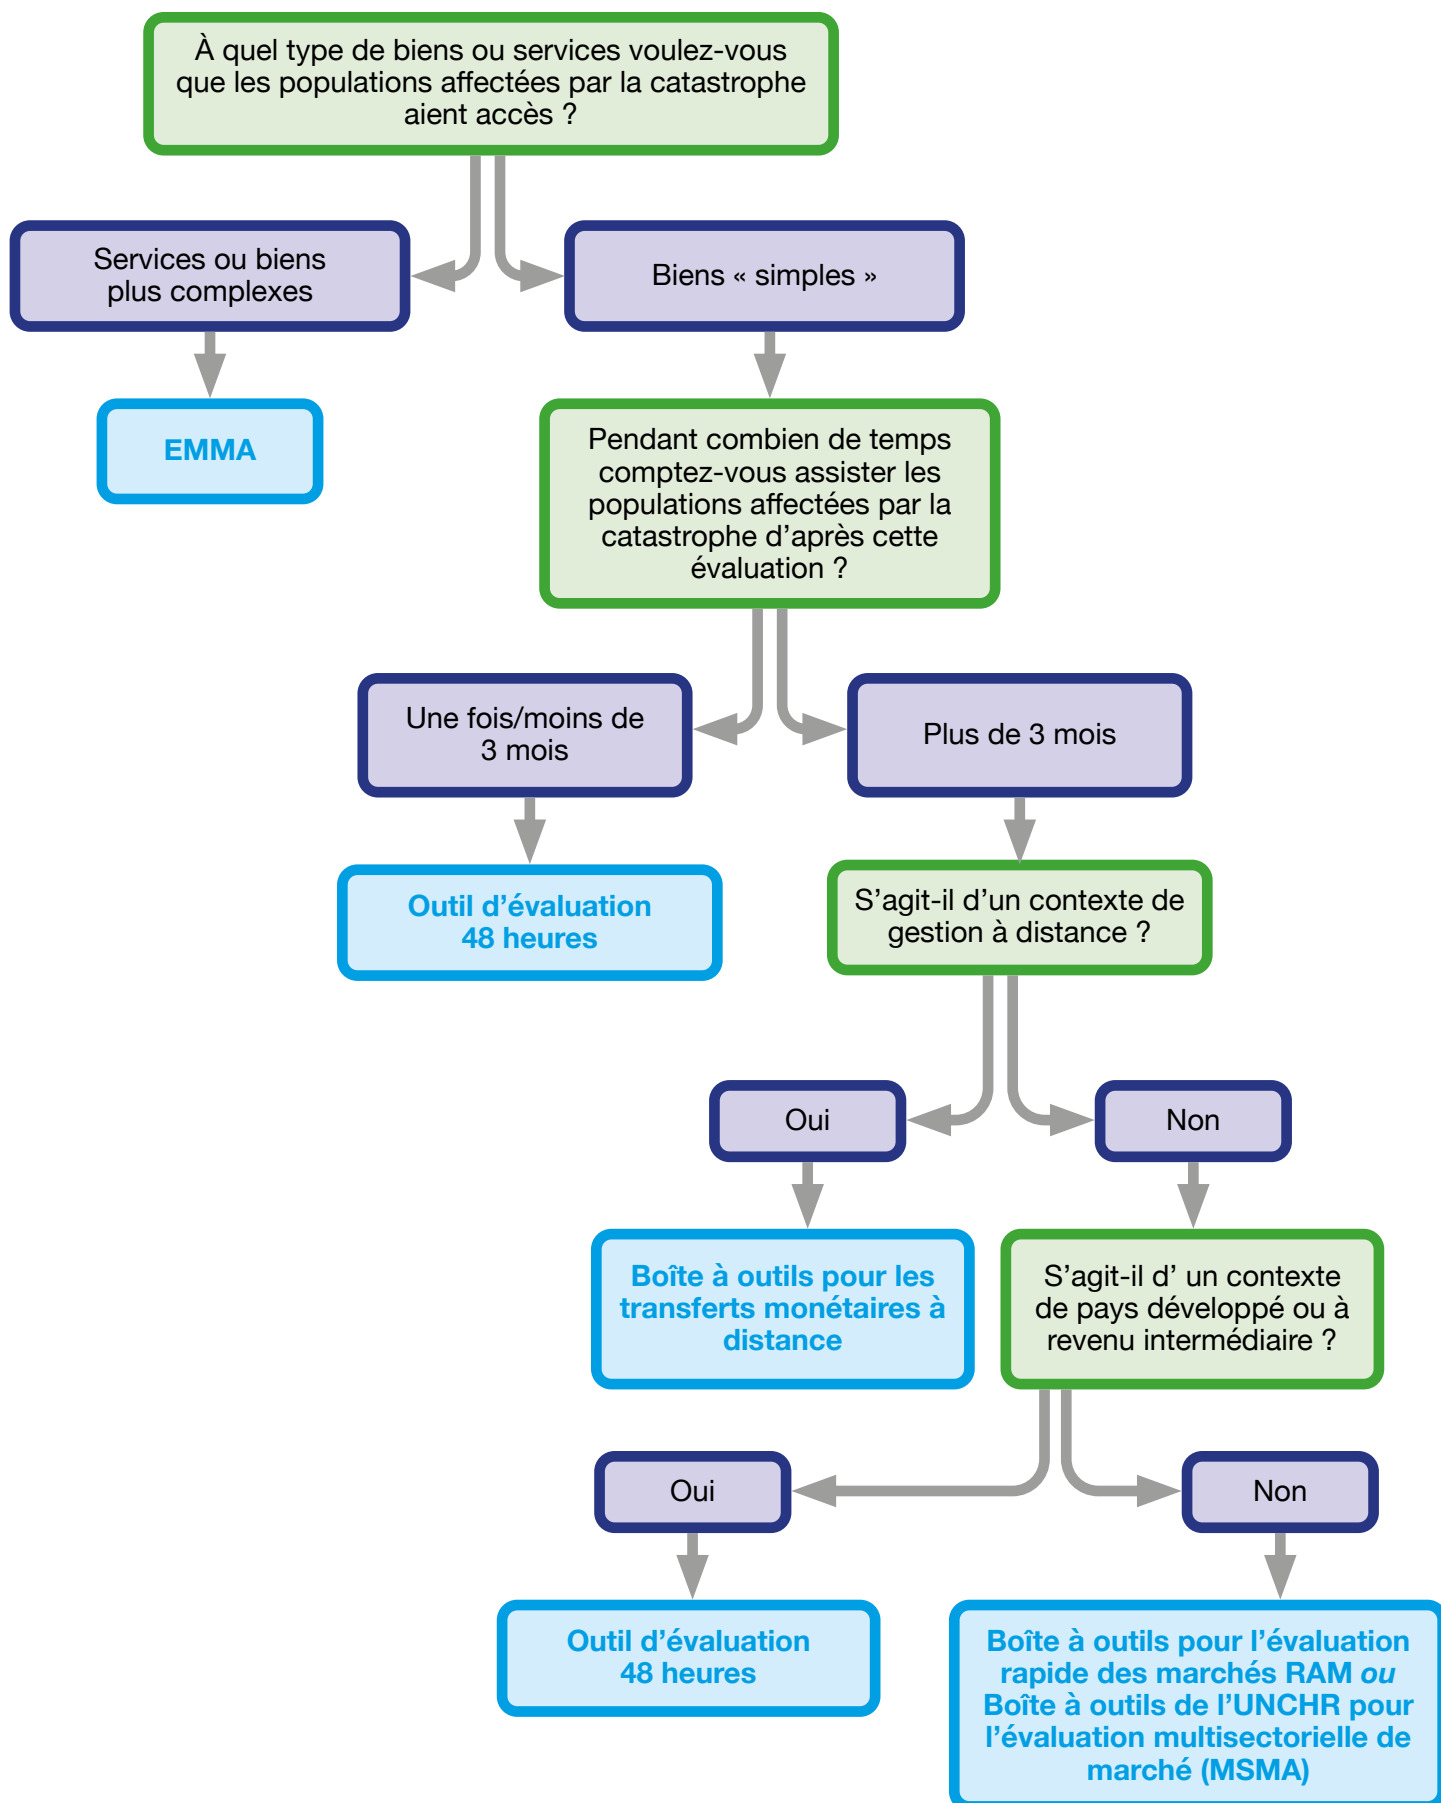 À quel type de biens ou services voulez-vous
que les populations affectées par la catastrophe
aient accès ?
Services ou biens
plus complexes
Biens « simples »
EMMA
Pendant combien de temps
comptez-vous assister les
populations affectées par la
catastrophe d’après cette
évaluation ?
Une fois/moins de
3 mois
Plus de 3 mois
Outil d’évaluation
48 heures
S’agit-il d’un contexte de
gestion à distance ?
Oui
Non
Boîte à outils pour les
transferts monétaires à
distance
S’agit-il d’ un contexte
de pays développé ou à
revenu intermédiaire ?
Oui
Non
Outil d’évaluation
48 heures
Boîte à outils pour l’évaluation
rapide des marchés RAM ou
Boîte à outils de l’UNCHR pour
l’évaluation multisectorielle de
marché (MSMA)